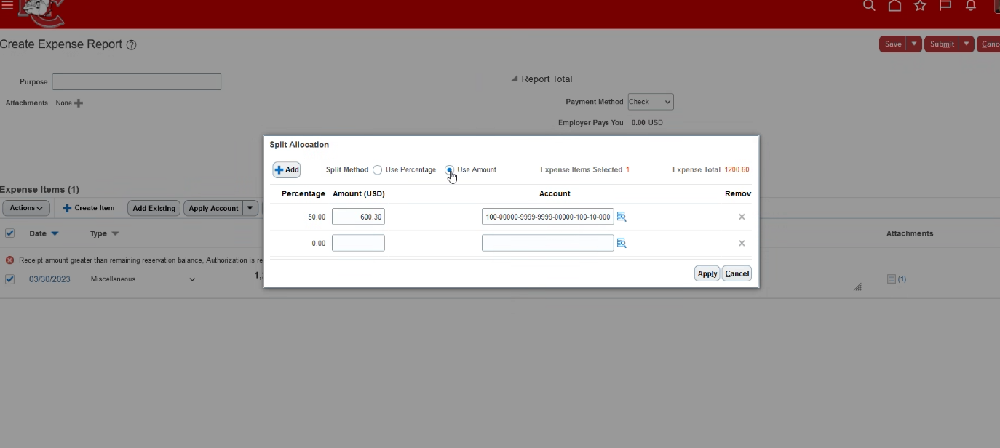 Create Expense Report ?
Save
Submit
Canc
Purpose
Report Total
Attachments None
Payment Method Check
Employer Pays You 0.00 USD
Split Allocation
Add
Split Method Use Percentage Use Amount
Expense Items Selected 1
Expense Total 1200.60
Expense Items (1)
Percentage Amount (USD) Account Remov
Actions
Create Item
Add Existing
Apply Account
50.00 600.30 100-00000-9999-9999-00000-100-10-000
Date
Type
Attachments
0.00
Receipt amount greater than remaining reservation balance, Authorization is re
Apply Cancel
03/30/2023 Miscellaneous 1,
(1)